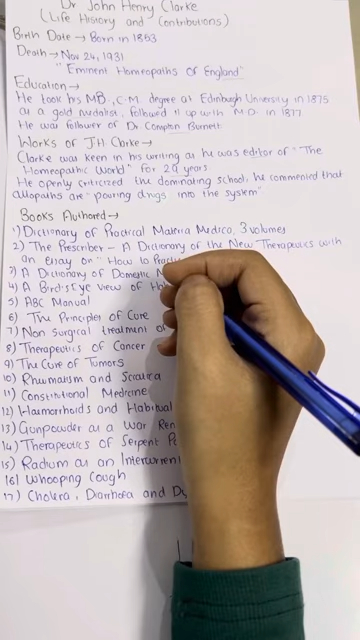 Dr John Henry Clarke
(Life History and Contributions)
Birth Date → Born in 1853
Death → Nov 24, 1931
"Eminent Homeopaths of England"
Education →
He took his MB., C.M. degree at Edinburgh University in 1875
as a gold medalist, followed it up with M.D. in 1877
He was follower of Dr Compton Burnett
Works of J.H Clarke →
Clarke was keen in his writing as he was editor of "The
Homeopathic World" for 29 years
He openly criticized the dominating school, he commented that
allopaths are "pouring drugs into the system"
Books Authored →
1) Dictionary of Practical Materia Medica, 3 volumes
2) The Prescriber - A Dictionary of the New Therapeutics with
an essay on "How to
3) A Dictionary of Domestic
4) A Bird's Eye view of
5) ABC Manual
6) The Principles of Cure
7) Non Surgical treatment of
8) Therapeutics of Cancer
9) The Cure of Tumors
10) Rheumatism and Sciatica
11) Constitutional Medicine
12) Haemorrhoids and Habitual
13) Gunpowder as a War
14) Therapeutics of Serpent
15) Radium as an
16) Whooping Cough
17) Cholera, Diarrhoea and